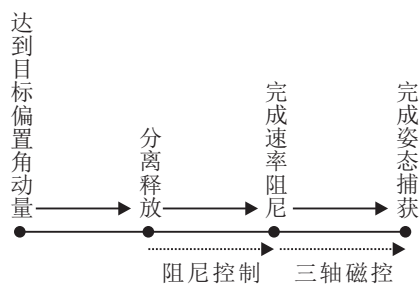 达到目标偏置角动量
分离释放
完成速率阻尼
完成姿态捕获
阻尼控制
三轴磁控